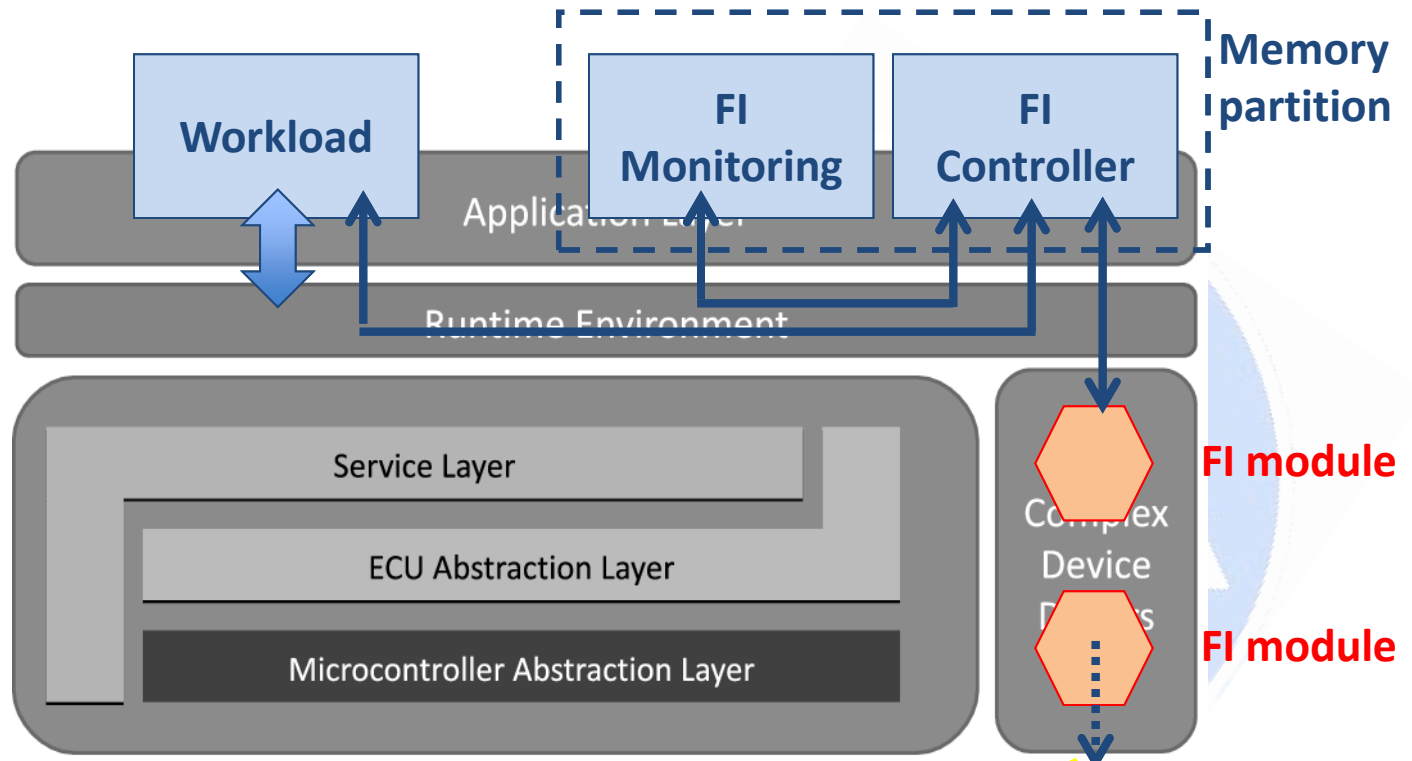 Memory
partition
Workload
FI
Monitoring
FI
Controller
Application Layer
Runtime Environment
Service Layer
ECU Abstraction Layer
Microcontroller Abstraction Layer
Complex
Device
FI module
FI module